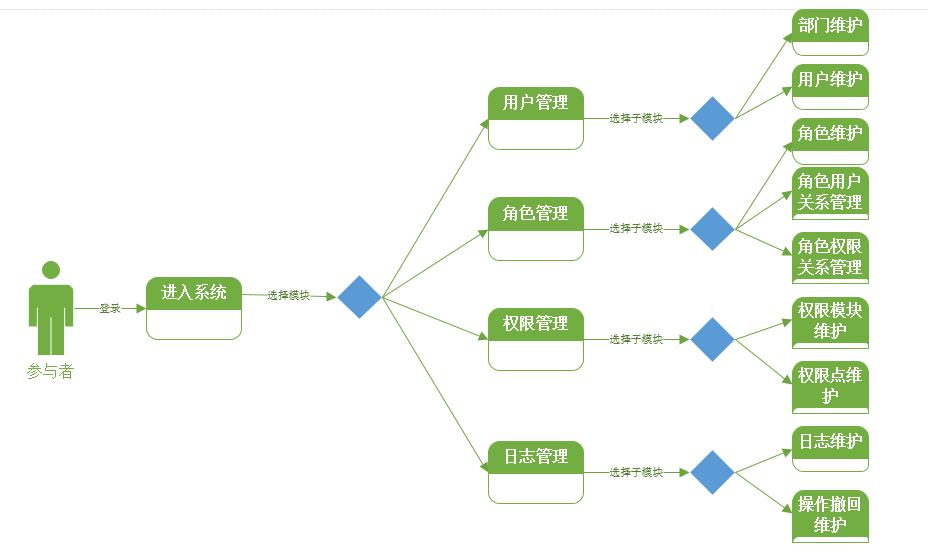 参与者
登录
进入系统
选择模块
用户管理
选择子模块
部门维护
用户维护
角色管理
选择子模块
角色维护
角色用户
关系管理
角色权限
关系管理
权限管理
选择子模块
权限模块
维护
权限点维
护
日志管理
选择子模块
日志维护
操作撤回
维护